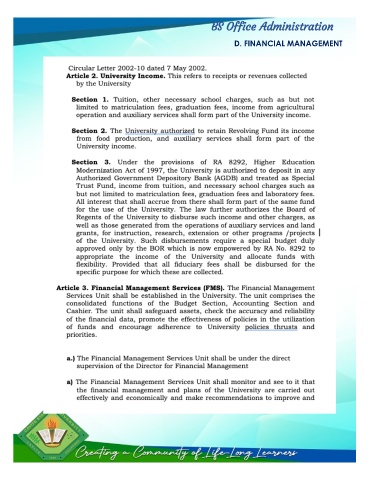 BS Office Administration
D. FINANCIAL MANAGEMENT
Circular Letter 2002-10 dated 7 May 2002.
Article 2. University Income. This refers to receipts or revenues collected
by the University
Section 1. Tuition, other necessary school charges, such as but not
limited to matriculation fees, graduation fees, income from agricultural
operation and auxiliary services shall form part of the University income.
Section 2. The University authorized to retain Revolving Fund its income
from food production, and auxiliary services shall form part of the
University income.
Section 3. Under the provisions of RA 8292, Higher Education
Modernization Act of 1997, the University is authorized to deposit in any
Authorized Government Depository Bank (AGDB) and treated as Special
Trust Fund, income from tuition, and necessary school charges such as
but not limited to matriculation fees, graduation fees and laboratory fees.
All interest that shall accrue from there shall form part of the same fund
for the use of the University. The law further authorizes the Board of
Regents of the University to disburse such income and other charges, as
well as those generated from the operations of auxiliary services and land
grants, for instruction, research, extension or other programs /projects
of the University. Such disbursements require a special budget duly
approved only by the BOR which is now empowered by RA No. 8292 to
appropriate the income of the University and allocate funds with
flexibility. Provided that all fiduciary fees shall be disbursed for the
specific purpose for which these are collected.
Article 3. Financial Management Services (FMS). The Financial Management
Services Unit shall be established in the University. The unit comprises the
consolidated functions of the Budget Section, Accounting Section and
Cashier. The unit shall safeguard assets, check the accuracy and reliability
of the financial data, promote the effectiveness of policies in the utilization
of funds and encourage adherence to University policies thrusts and
priorities.
a.) The Financial Management Services Unit shall be under the direct
supervision of the Director for Financial Management
a) The Financial Management Services Unit shall monitor and see to it that
the financial management and plans of the University are carried out
effectively and economically and make recommendations to improve and
Creating a Community of Life-Long Learners